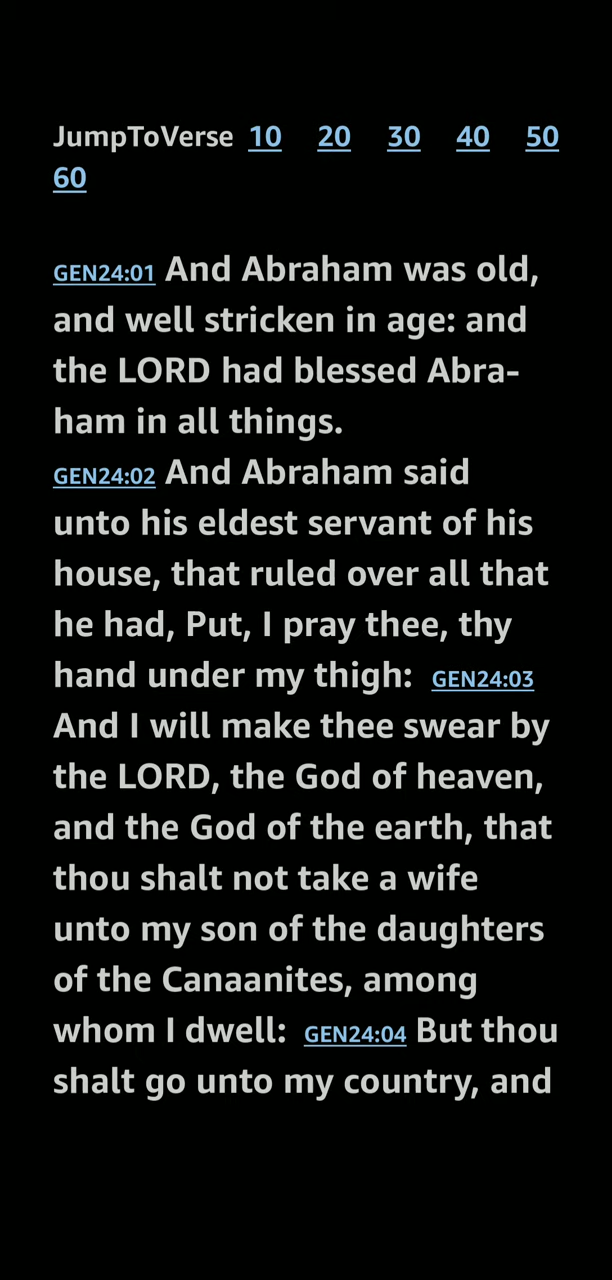 JumpToVerse 10 20 30 40 50
60
GEN24:01 And Abraham was old,
and well stricken in age: and
the LORD had blessed Abra-
ham in all things.
GEN24:02 And Abraham said
unto his eldest servant of his
house, that ruled over all that
he had, Put, I pray thee, thy
hand under my thigh: GEN24:03
And I will make thee swear by
the LORD, the God of heaven,
and the God of the earth, that
thou shalt not take a wife
unto my son of the daughters
of the Canaanites, among
whom I dwell: GEN24:04 But thou
shalt go unto my country, and